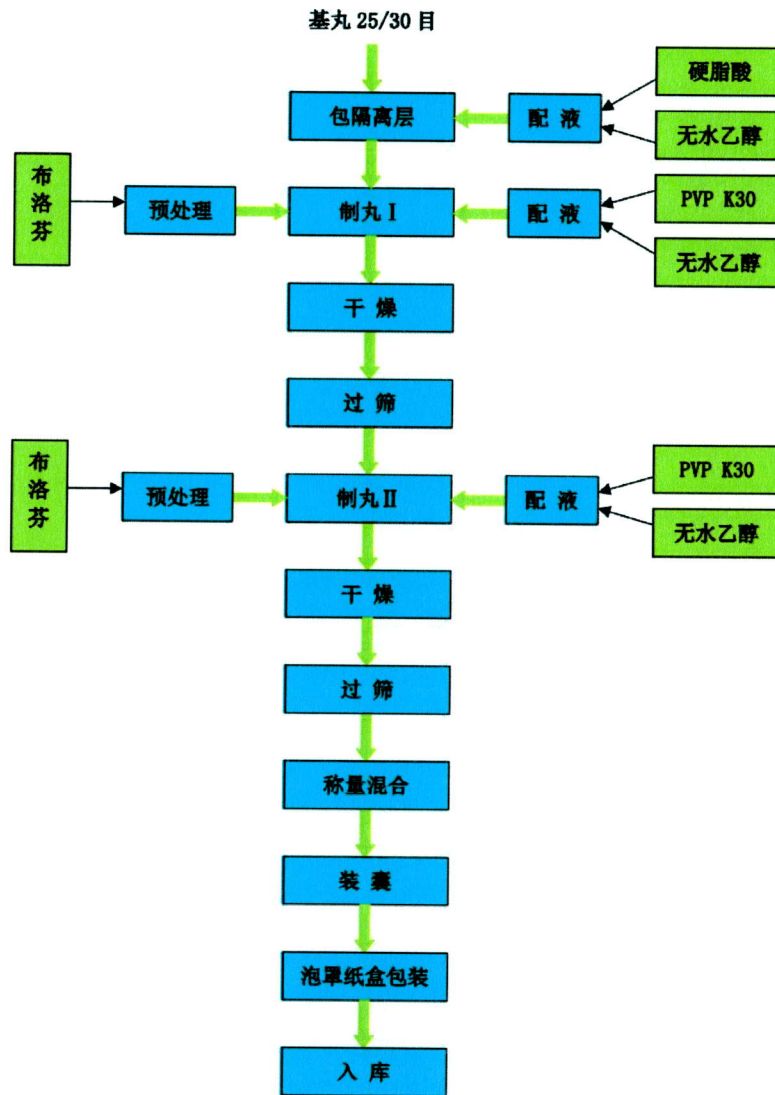 基丸 25/30 目
硬脂酸
包隔离层
配 液
无水乙醇
布洛芬
预处理
制丸 I
配 液
PVP K30
无水乙醇
干 燥
过 筛
布洛芬
预处理
制丸 II
配 液
PVP K30
无水乙醇
干 燥
过 筛
称量混合
装 囊
泡罩纸盒包装
入 库